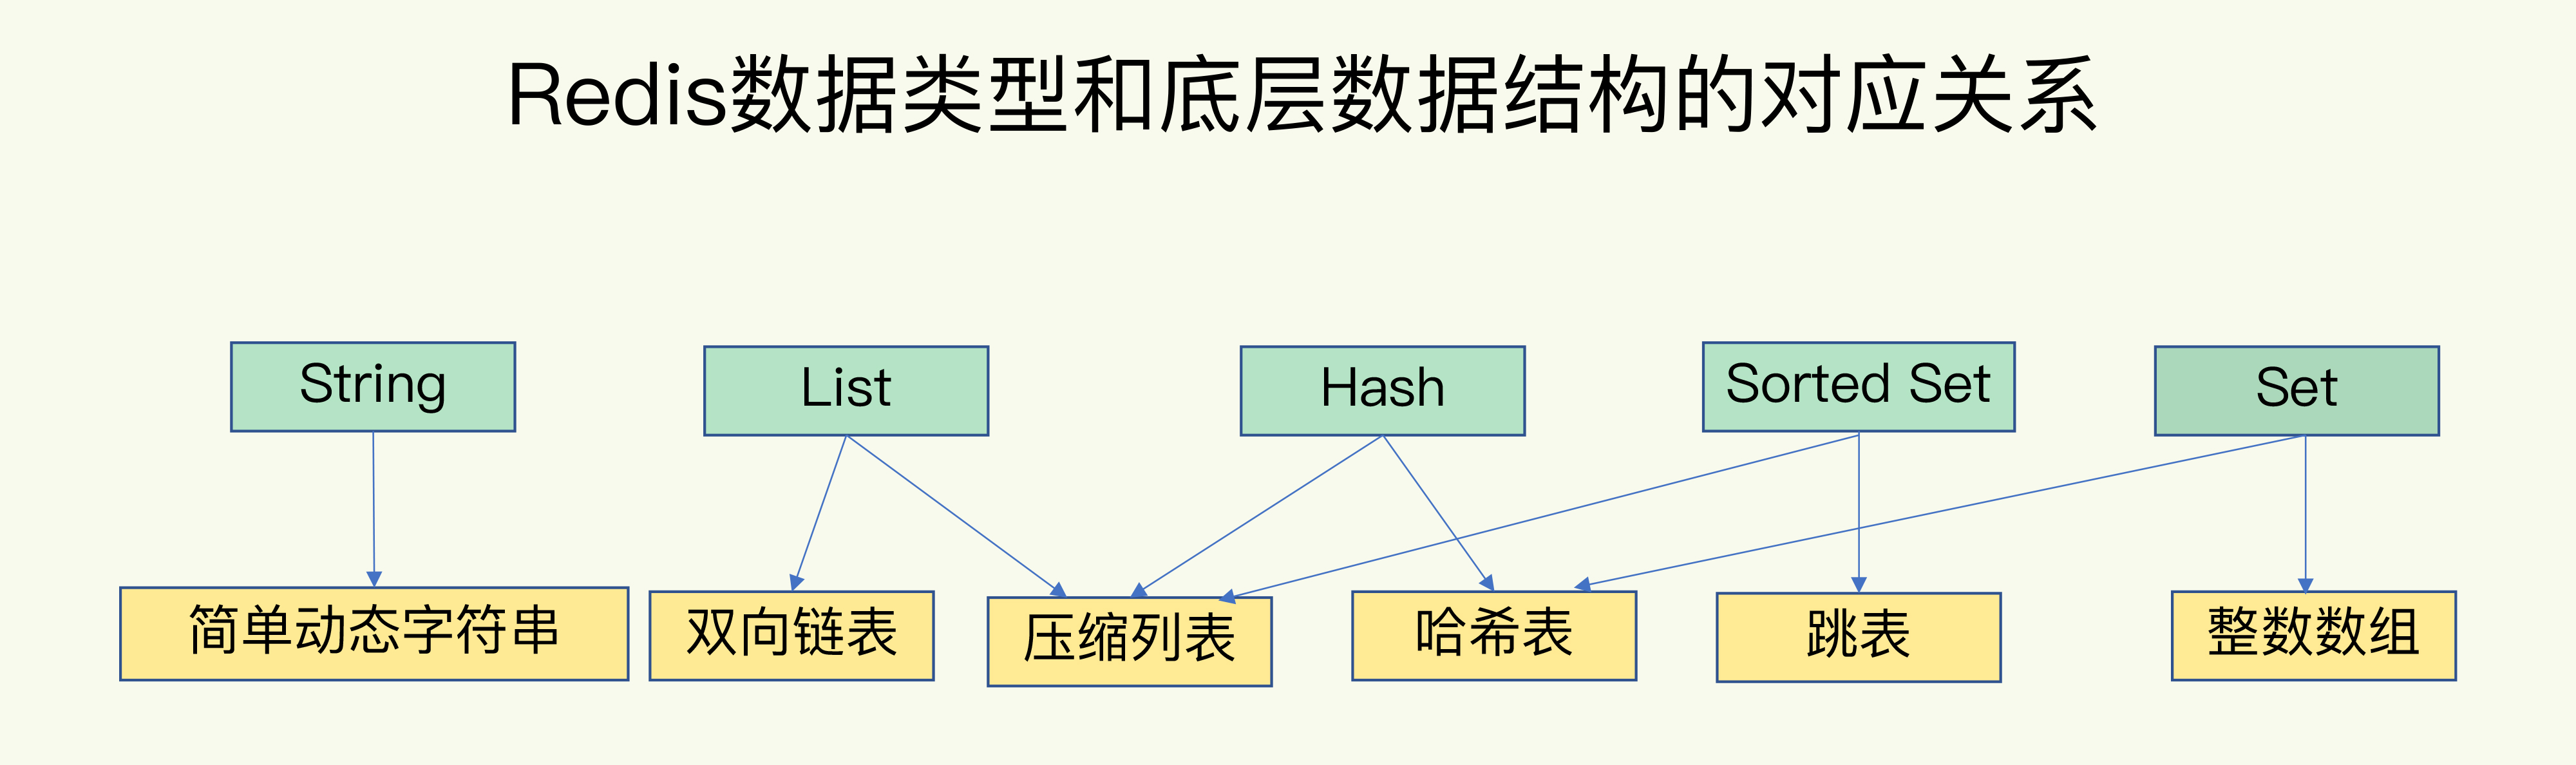 Redis数据类型和底层数据结构的对应关系
String
List
Hash
Sorted Set
Set
简单动态字符串
双向链表
压缩列表
哈希表
跳表
整数数组